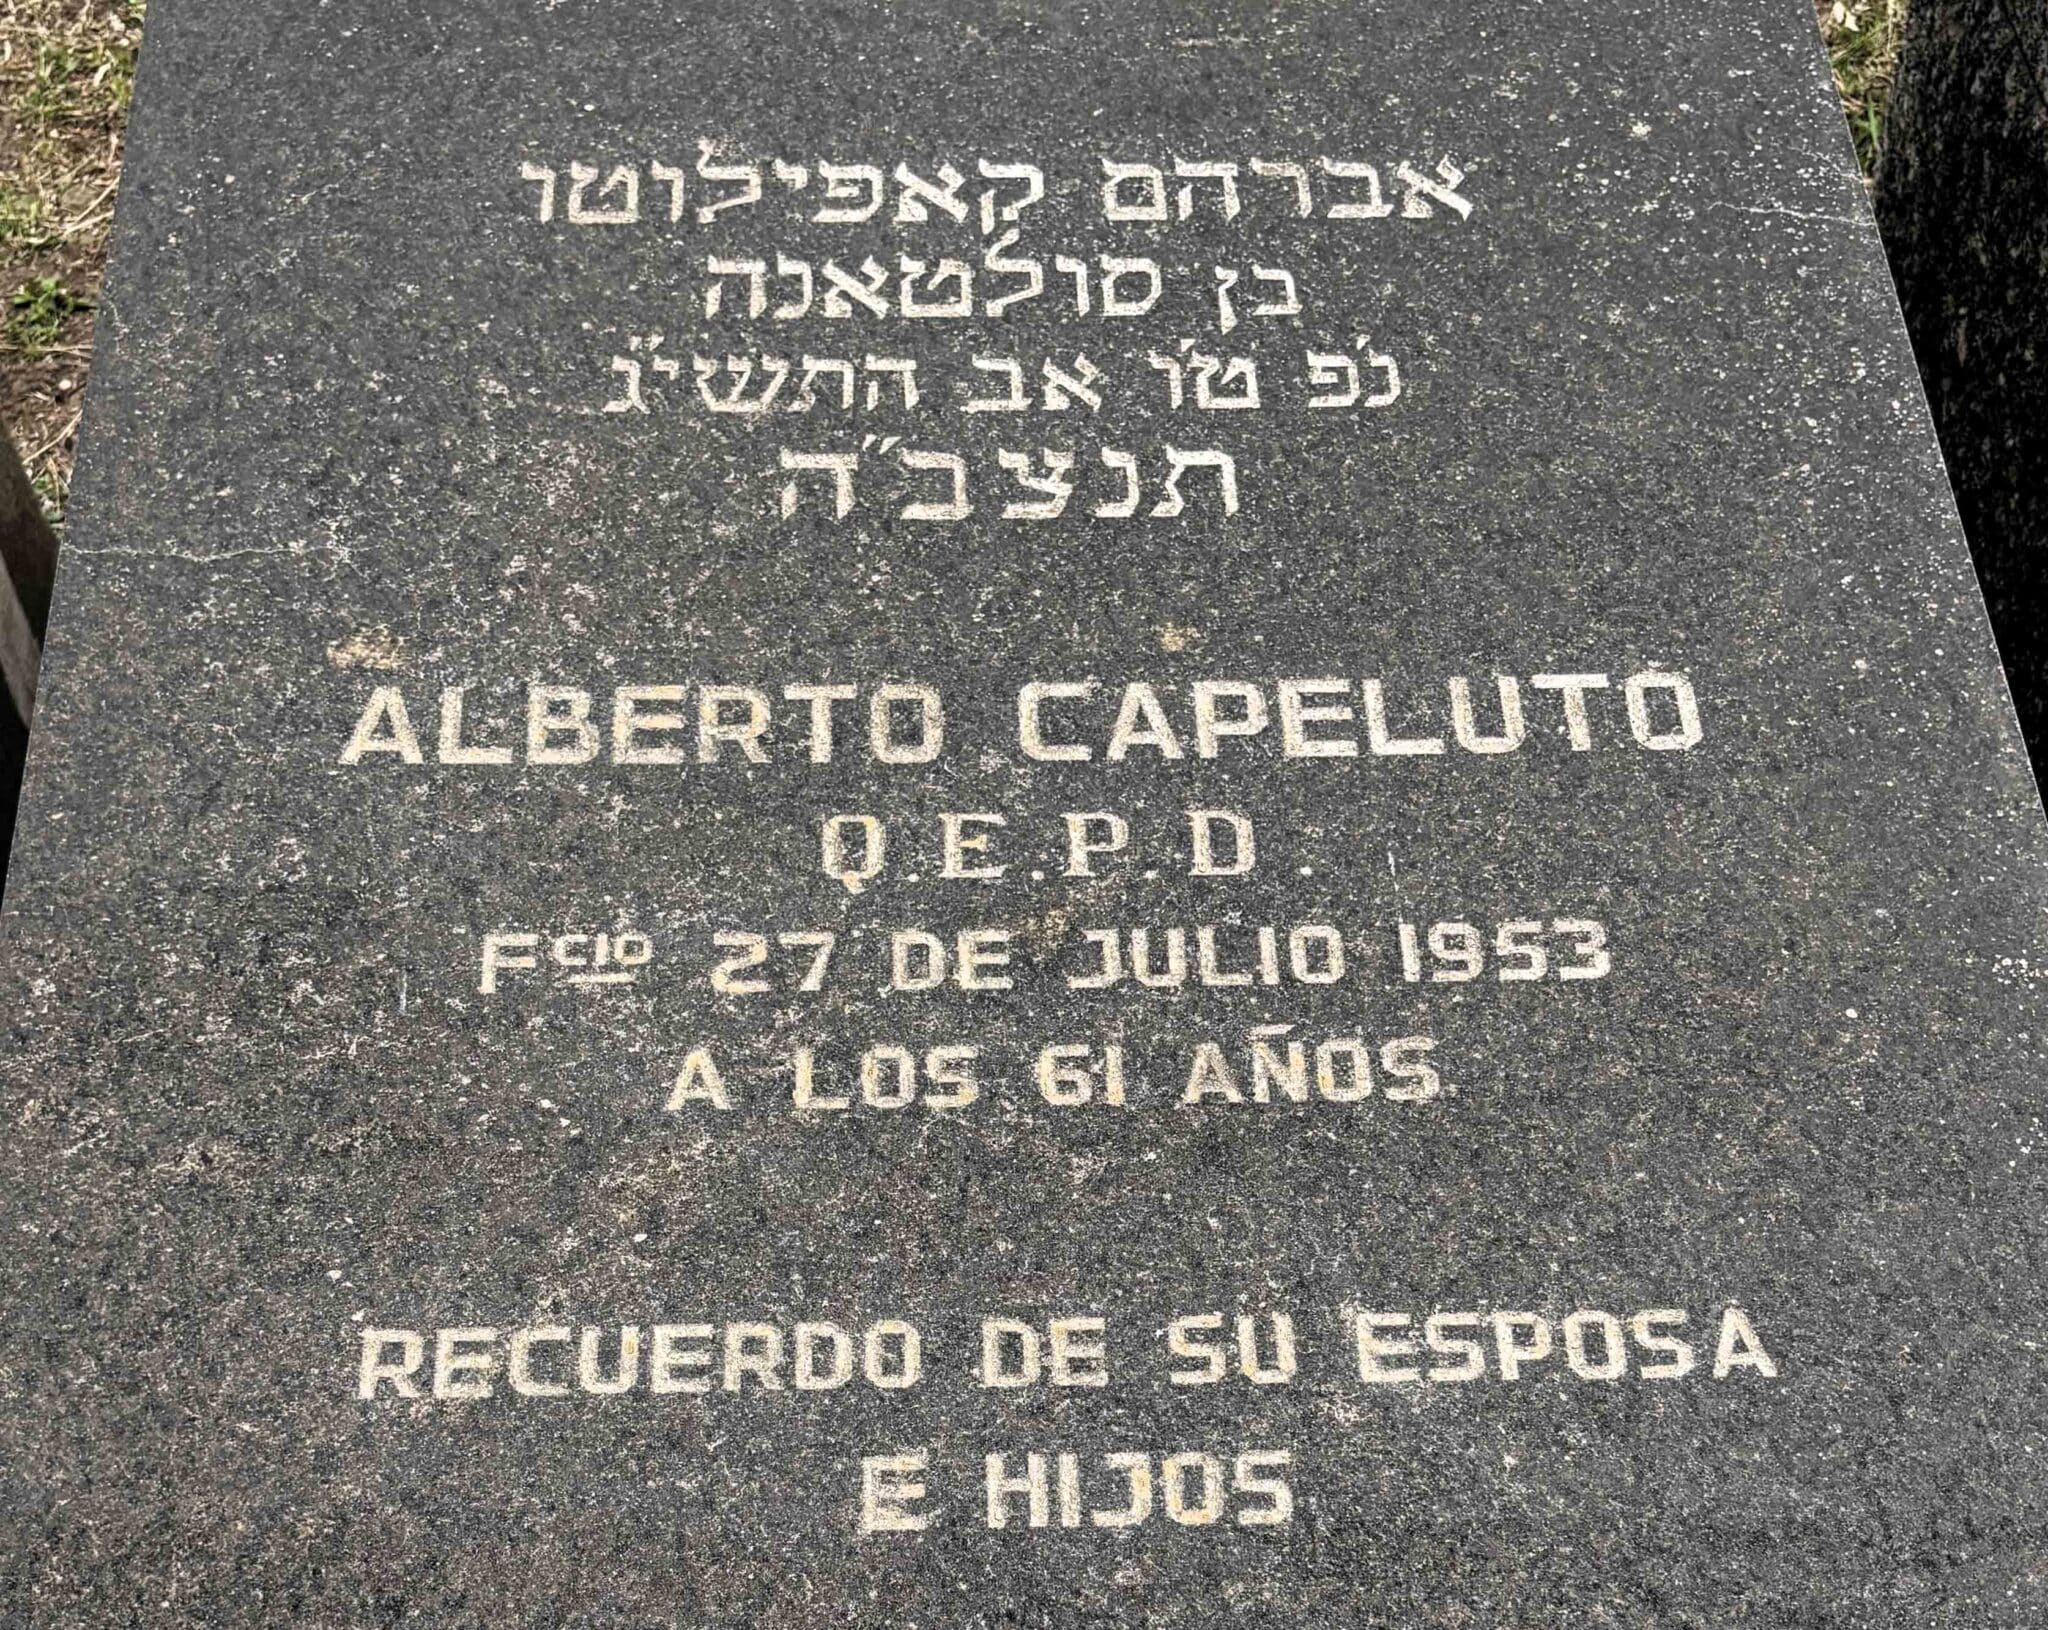 אברהם קאפילוטו
בן סולטאנה
נ'פ ט'ו אב התשי"ג
תנצב"ה
ALBERTO CAPELUTO
Q.E.P.D.
Fcio 27 DE JULIO 1953
A LOS 61 AÑOS
RECUERDO DE SU ESPOSA
E HIJOS